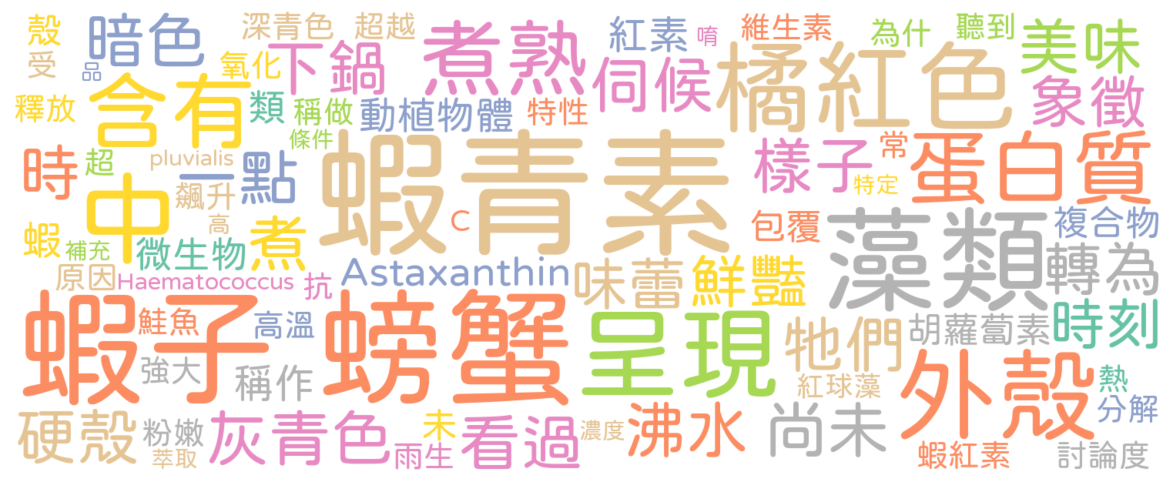 殼
暗色
深青色
超越
煮熟
紅素
唷
維生素
為什
聽到
美味
受
品
含有
氧化
下鍋
伺候
橘紅色
象徵
釋放
類
稱做
動植物體
特性
條件
時
超
pluvialis
一點
蝦青素
樣子
常
蛋白質
特定
中
飆升
高
蝦
補充
微生物
煮
C
包覆
藻類
複合物
原因
Haematococcus
抗
Astaxanthin
味蕾
鮮豔
轉為
蝦子
鮭魚
高溫
螃蟹
呈現
牠們
胡蘿蔔素
時刻
強大
稱作
紅球藻
外殼
熱
分解
硬殼
粉嫩
萃取
灰青色
雨生
未
看過
濃度
沸水
尚未
蝦紅素
討論度